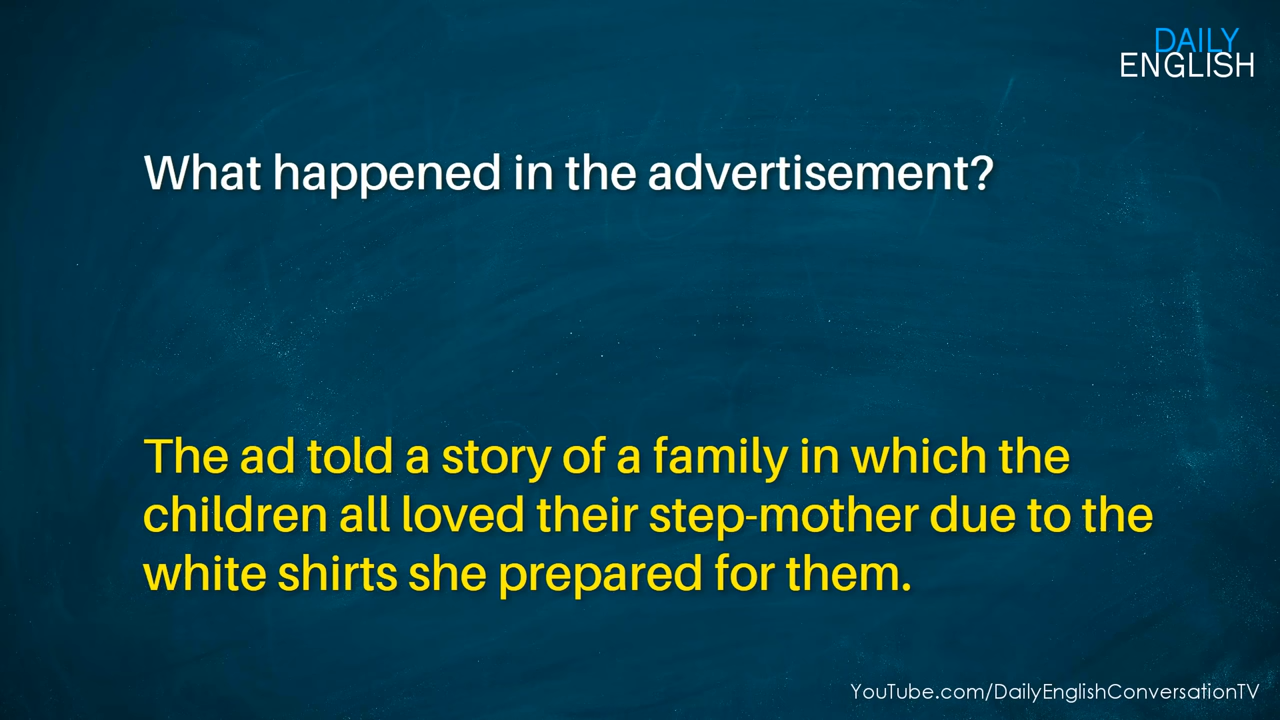 DAILY
ENGLISH
What happened in the advertisement?
The ad told a story of a family in which the
children all loved their step-mother due to the
white shirts she prepared for them.
YouTube.com/DailyEnglishConversationTV